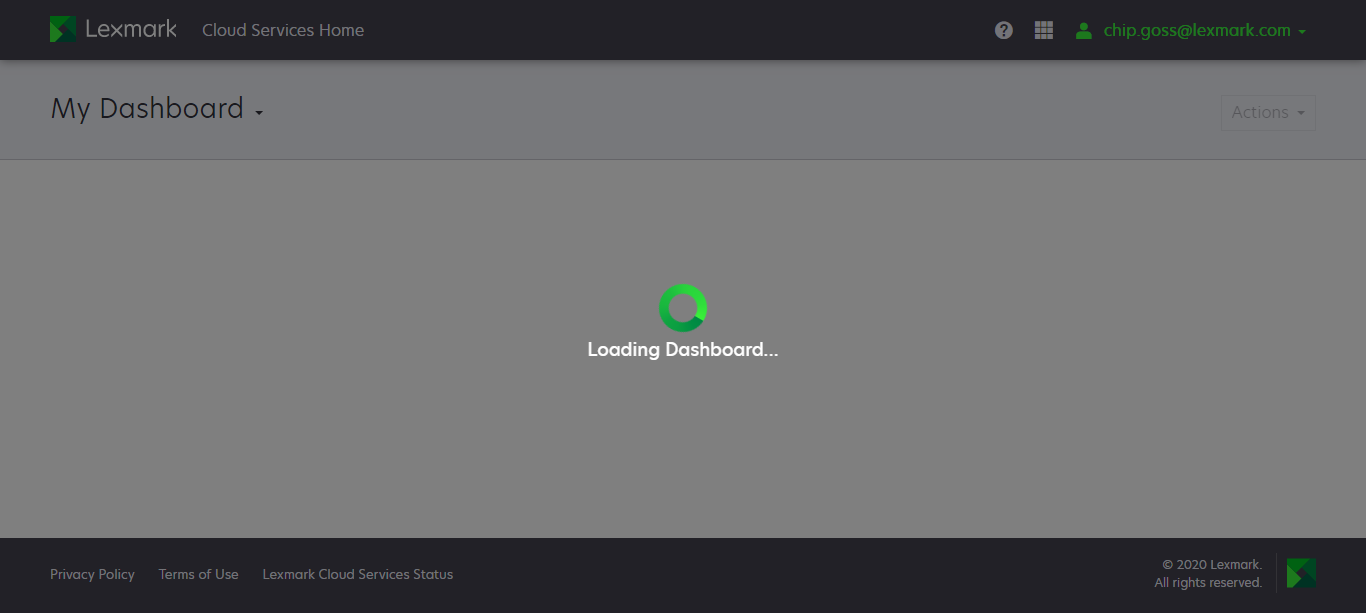 Lexmark Cloud Services Home chip.goss@lexmark.com
My Dashboard Actions
Loading Dashboard...
Privacy Policy Terms of Use Lexmark Cloud Services Status
© 2020 Lexmark.
All rights reserved.